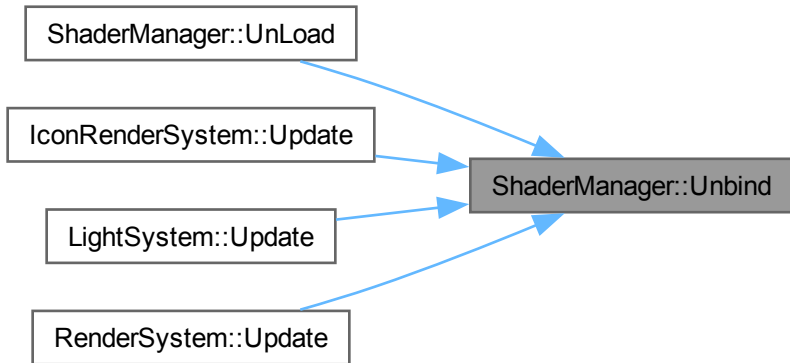 ShaderManager::UnLoad
IconRenderSystem::Update
ShaderManager::Unbind
LightSystem::Update
RenderSystem::Update